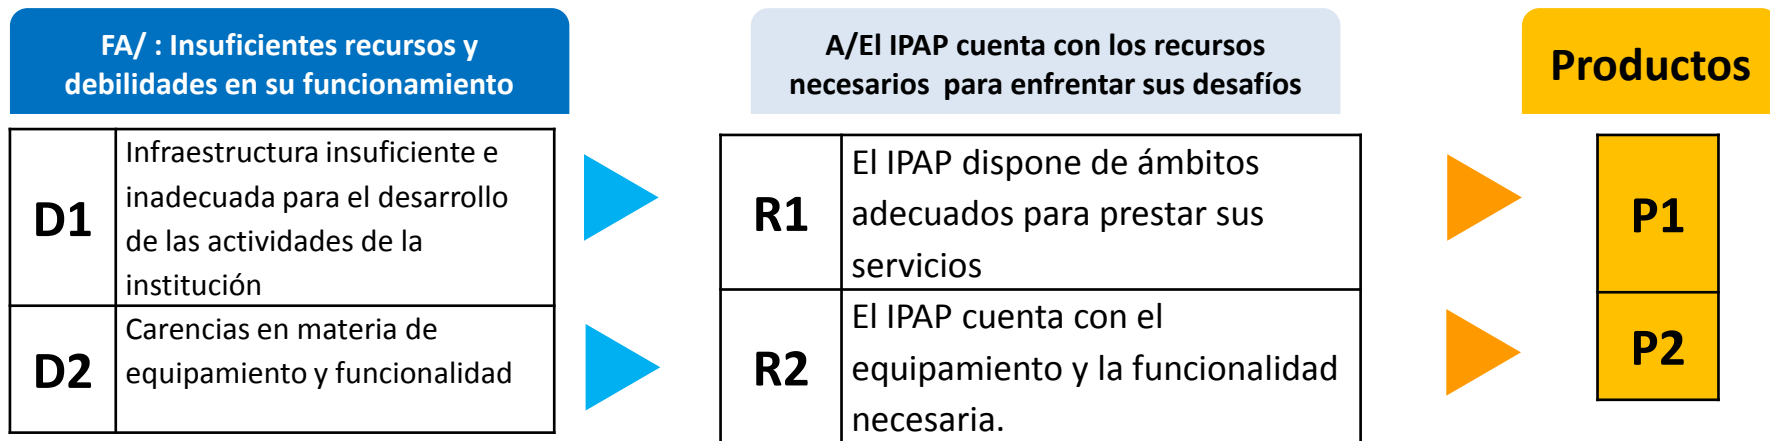 FA/ : Insuficientes recursos y
debilidades en su funcionamiento
A/El IPAP cuenta con los recursos
necesarios para enfrentar sus desafíos
Productos
D1
Infraestructura insuficiente e
inadecuada para el desarrollo
de las actividades de la
institución
R1
El IPAP dispone de ámbitos
adecuados para prestar sus
servicios
P1
D2
Carencias en materia de
equipamiento y funcionalidad
R2
El IPAP cuenta con el
equipamiento y la funcionalidad
necesaria.
P2